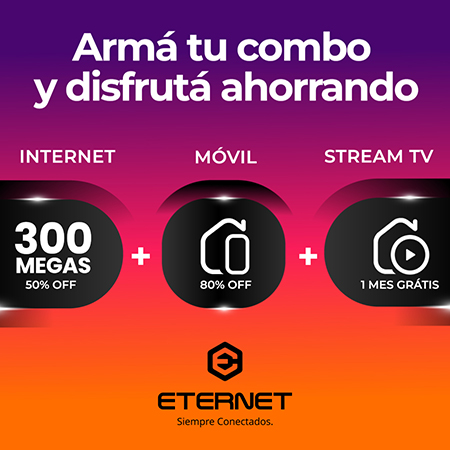 Armá tu combo
y disfrutá ahorrando
INTERNET
MÓVIL
STREAM TV
300
MEGAS
50% OFF
+
80% OFF
+
1 MES GRÁTIS
ETERNET
Siempre Conectados.